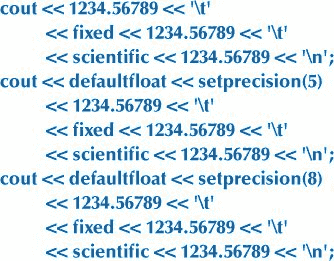 cout << 1234.56789 << '\t'
<< fixed << 1234.56789 << '\t'
<< scientific << 1234.56789 << '\n';
cout << defaultfloat << setprecision(5)
<< 1234.56789 << '\t'
<< fixed << 1234.56789 << '\t'
<< scientific << 1234.56789 << '\n';
cout << defaultfloat << setprecision(8)
<< 1234.56789 << '\t'
<< fixed << 1234.56789 << '\t'
<< scientific << 1234.56789 << '\n';